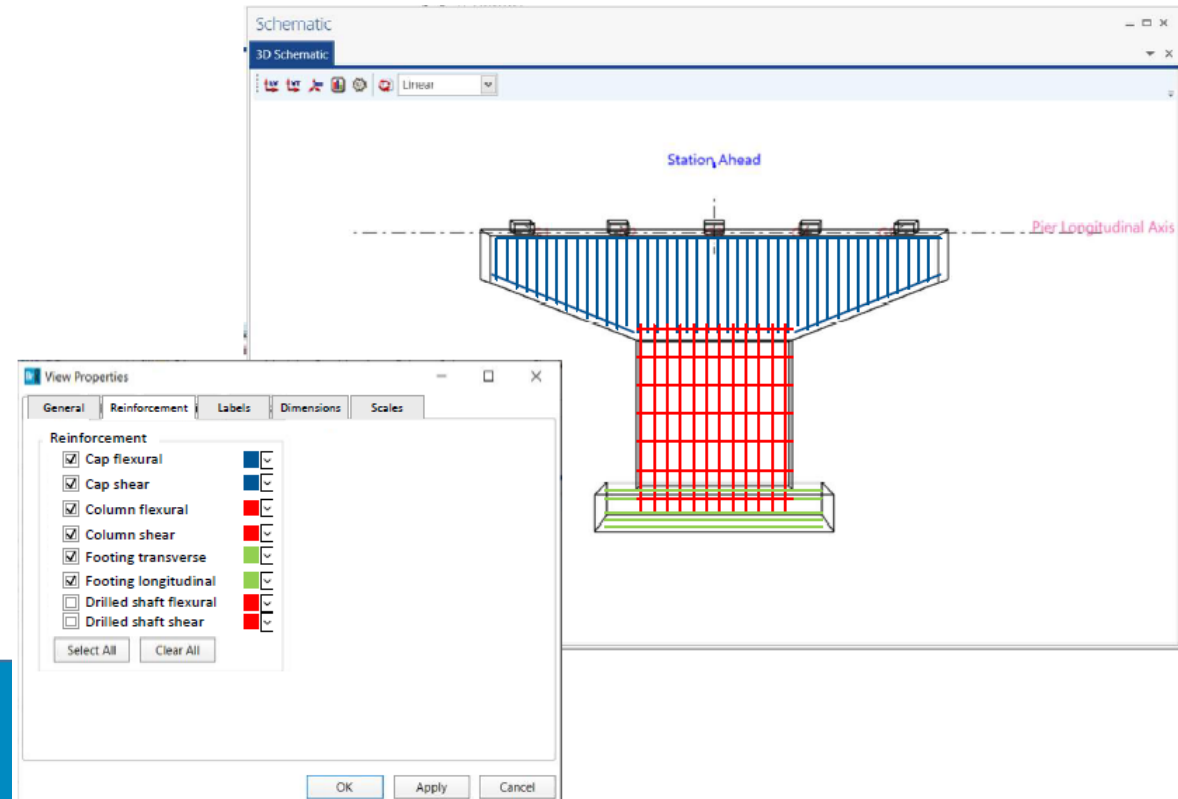 Schematic
3D Schematic
Linear
Station Ahead
Pier Longitudinal Axis
View Properties
General Reinforcement Labels Dimensions Scales
Reinforcement
Cap flexural
Cap shear
Column flexural
Column shear
Footing transverse
Footing longitudinal
Drilled shaft flexural
Drilled shaft shear
Select All Clear All
OK Apply Cancel